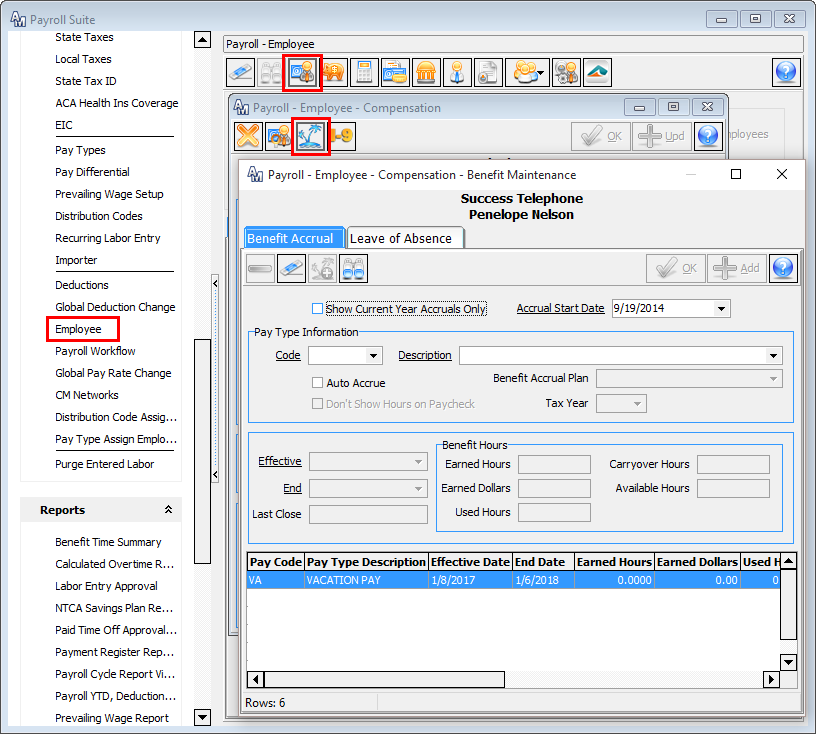 Payroll Suite
State Taxes
Local Taxes
State Tax ID
ACA Health Ins Coverage
EIC
Pay Types
Pay Differential
Prevailing Wage Setup
Distribution Codes
Recurring Labor Entry
Importer
Deductions
Global Deduction Change
Employee
Payroll Workflow
Global Pay Rate Change
CM Networks
Distribution Code Assig...
Pay Type Assign Emplo...
Purge Entered Labor
Reports
Benefit Time Summary
Calculated Overtime R...
Labor Entry Approval
NTCA Savings Plan Re...
Paid Time Off Approval...
Payment Register Rep...
Payroll Cycle Report Vi...
Payroll YTD, Deduction...
Prevailing Wage Report
Payroll - Employee
Payroll - Employee - Compensation
I-9
OK
Upd
ployees
Payroll - Employee - Compensation - Benefit Maintenance
Success Telephone
Penelope Nelson
Benefit Accrual
Leave of Absence
OK
Add
Show Current Year Accruals Only
Accrual Start Date 9/19/2014
Pay Type Information
Code
Description
Auto Accrue
Benefit Accrual Plan
Don't Show Hours on Paycheck
Tax Year
Effective
End
Last Close
Benefit Hours
Earned Hours
Carryover Hours
Earned Dollars
Available Hours
Used Hours
Pay Code Pay Type Description Effective Date End Date Earned Hours Earned Dollars Used H
VA VACATION PAY 1/8/2017 1/6/2018 0.0000 0.00 0
Rows: 6